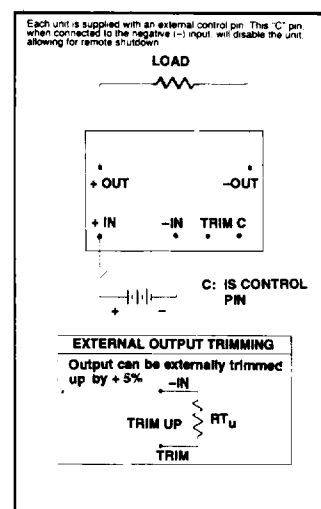 Each unit is supplied with an external control pin. This "C" pin
when connected to the negative (–) input, will disable the unit,
allowing for remote shutdown
LOAD
+ OUT –OUT
+ IN –IN TRIM C
C: IS CONTROL
PIN
+ –
EXTERNAL OUTPUT TRIMMING
Output can be externally trimmed
up by + 5%
–IN
TRIM UP RTu
TRIM